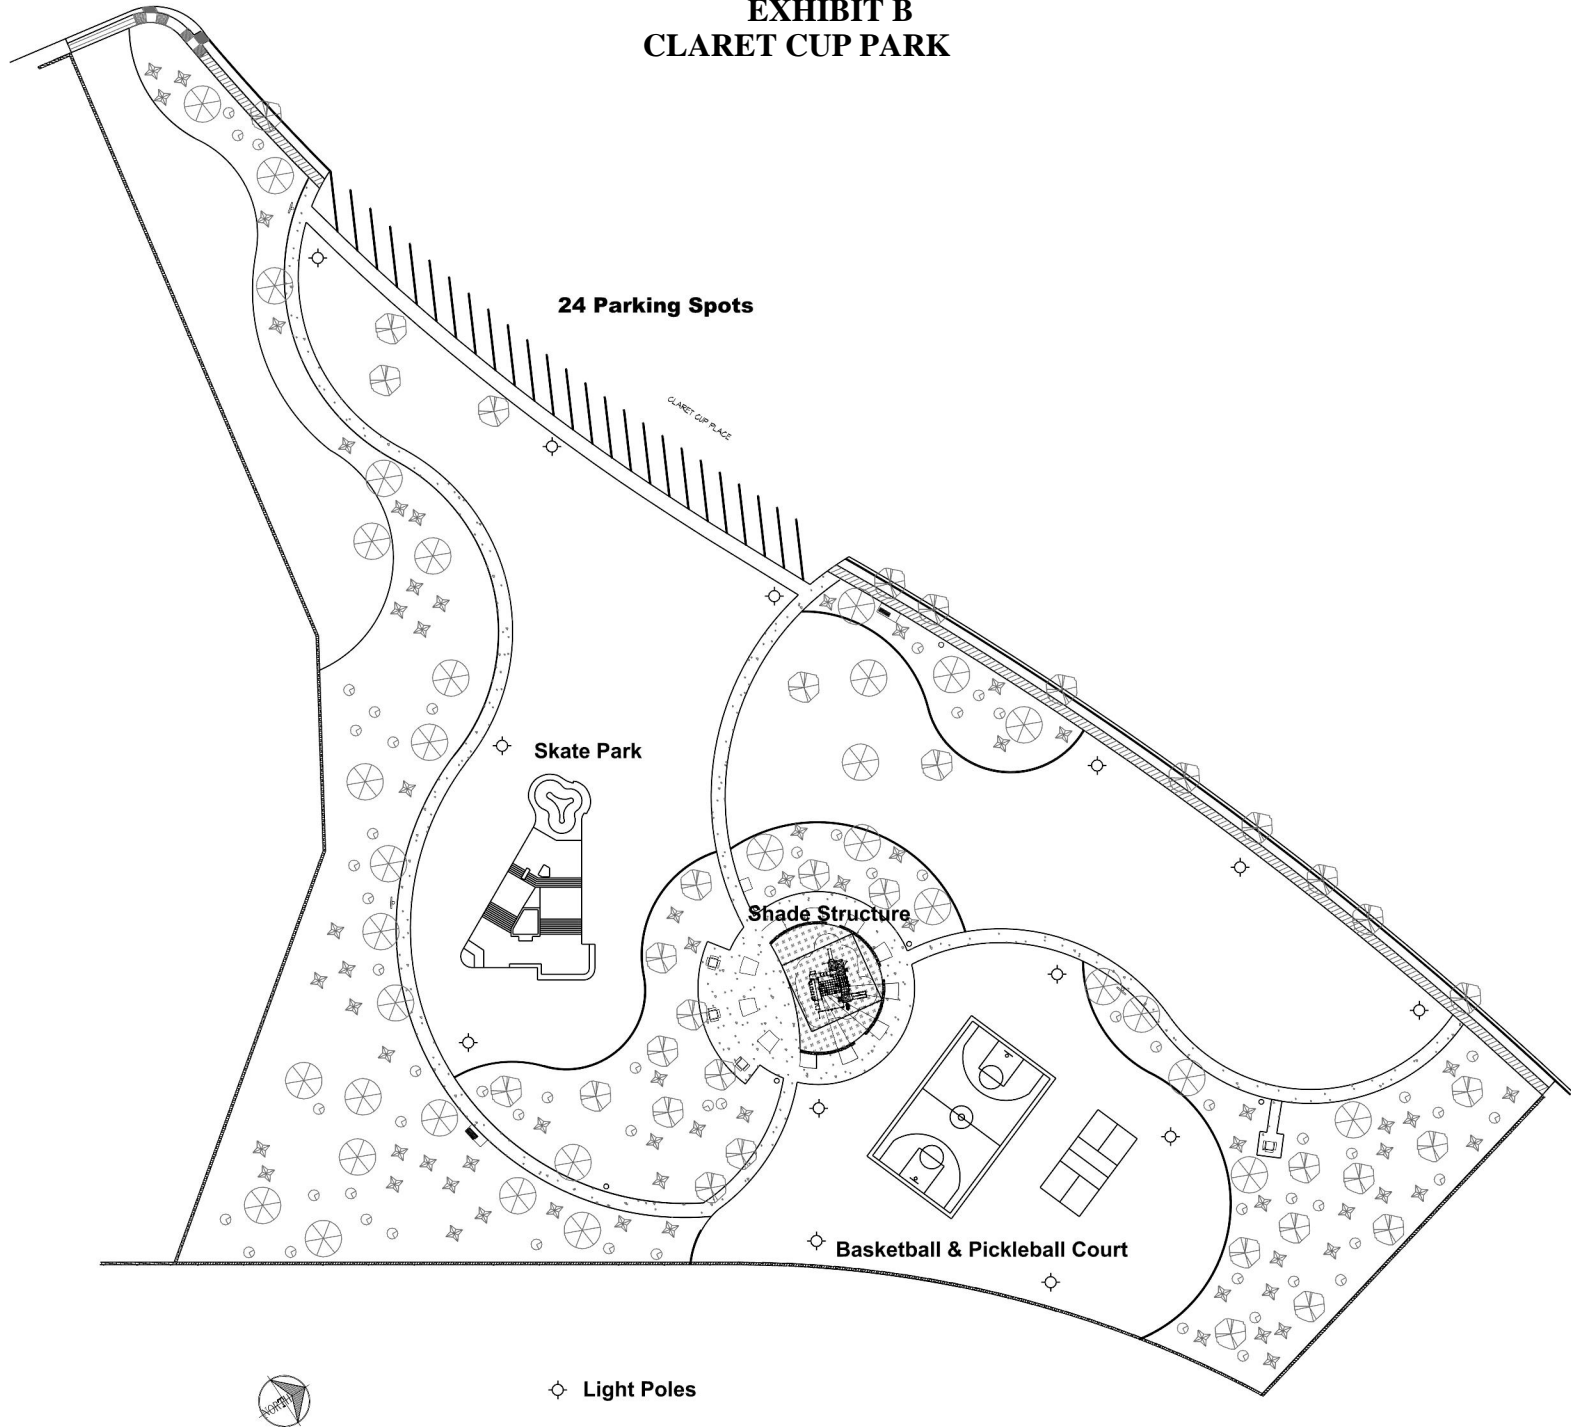 EXHIBIT B
CLARET CUP PARK
24 Parking Spots
CLARET CUP PLACE
Skate Park
Shade Structure
Basketball & Pickleball Court
Light Poles
NORTH